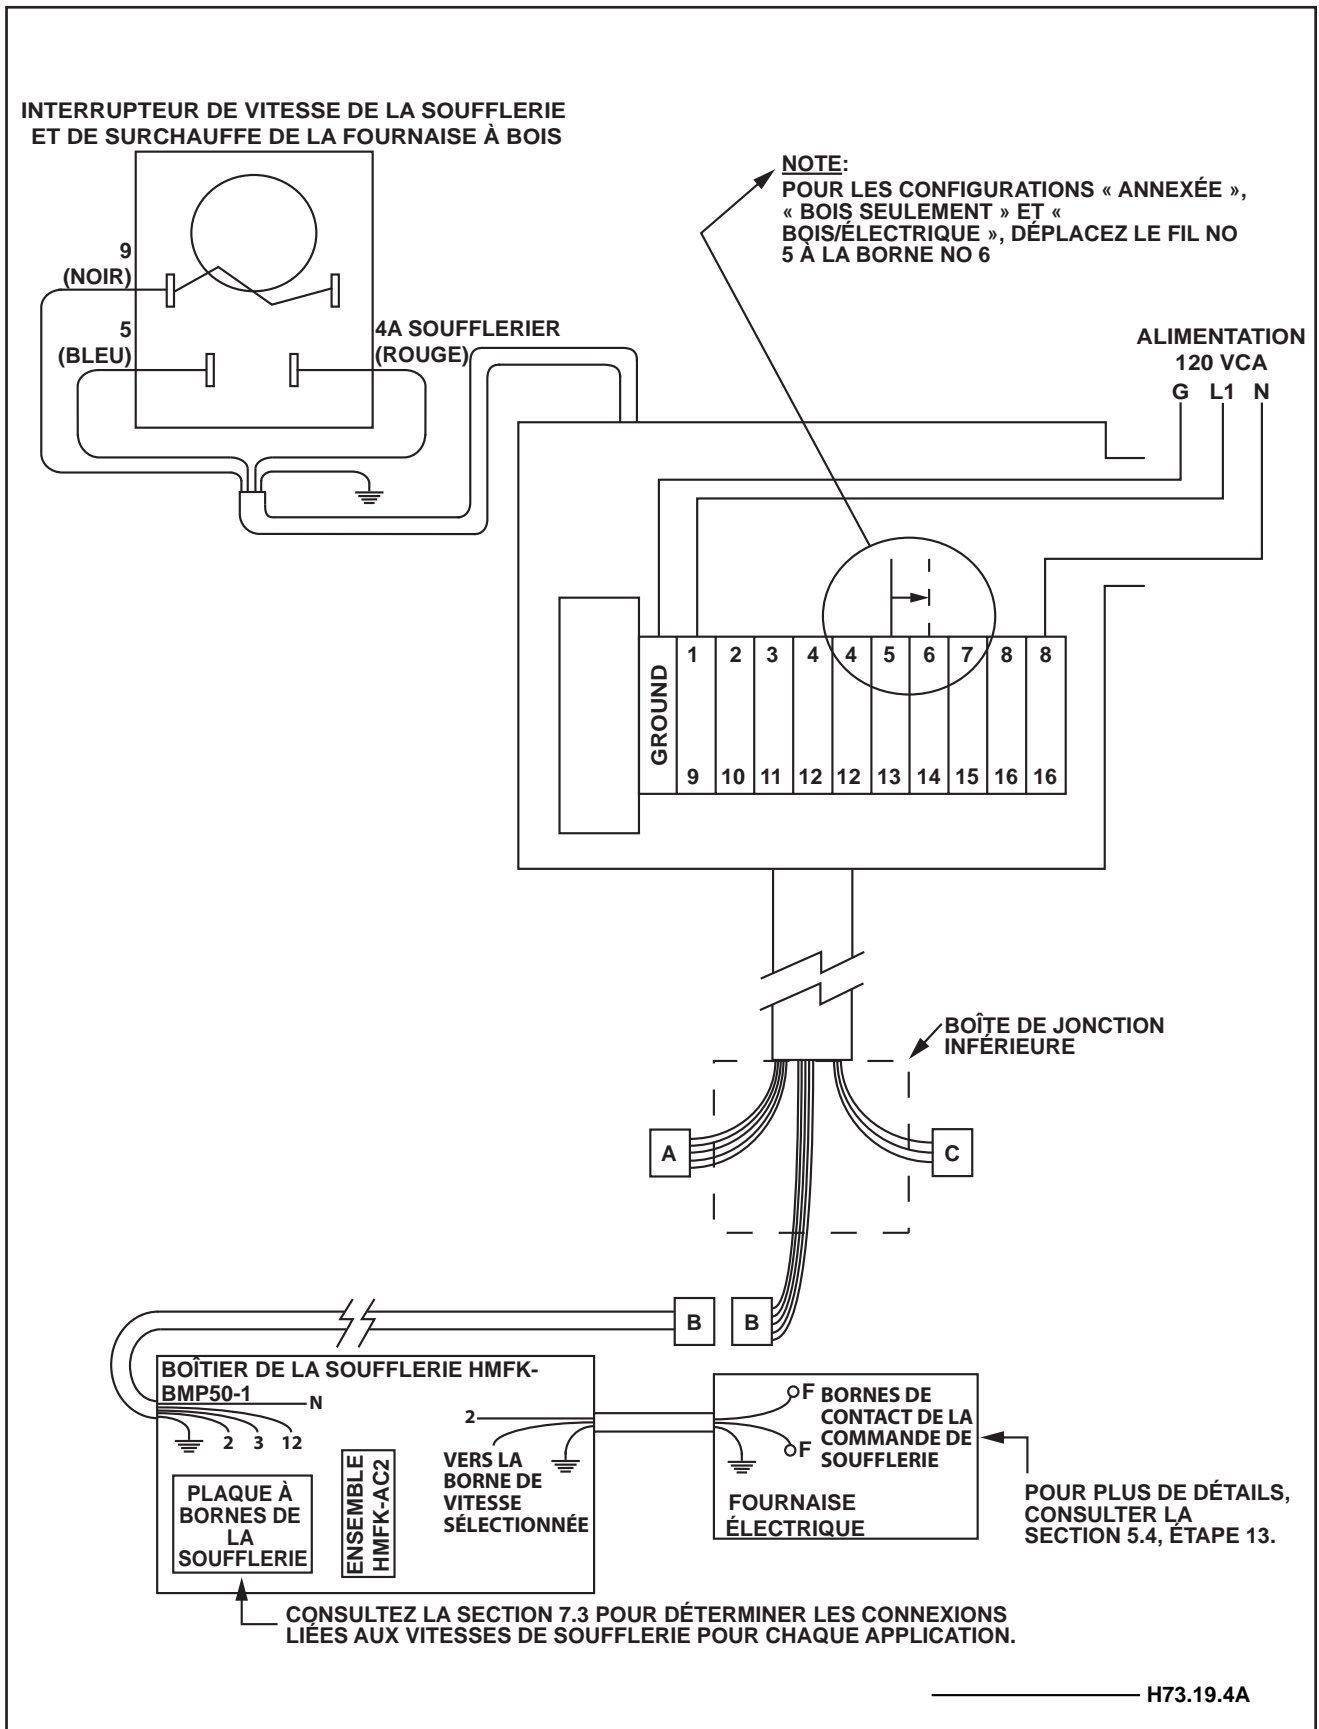 INTERRUPTEUR DE VITESSE DE LA SOUFFLERIE
ET DE SURCHAUFFE DE LA FOURNAISE À BOIS
9
(NOIR)
5
(BLEU)
4A SOUFFLERIER
(ROUGE)
NOTE:
POUR LES CONFIGURATIONS « ANNEXÉE »,
« BOIS SEULEMENT » ET «
BOIS/ÉLECTRIQUE », DÉPLACEZ LE FIL NO
5 À LA BORNE NO 6
ALIMENTATION
120 VCA
G L1 N
GROUND
1 2 3 4 4 5 6 7 8 8
9 10 11 12 12 13 14 15 16 16
BOÎTE DE JONCTION
INFÉRIEURE
A
C
B
B
BOÎTIER DE LA SOUFFLERIE HMFK-
BMP50-1
N
2 3 12
PLAQUE À
BORNES DE
LA
SOUFFLERIE
ENSEMBLE
HMFK-AC2
2
VERS LA
BORNE DE
VITESSE
SÉLECTIONNÉE
F
F
BORNES DE
CONTACT DE LA
COMMANDE DE
SOUFFLERIE
FOURNAISE
ÉLECTRIQUE
POUR PLUS DE DÉTAILS,
CONSULTER LA
SECTION 5.4, ÉTAPE 13.
CONSULTEZ LA SECTION 7.3 POUR DÉTERMINER LES CONNEXIONS
LIÉES AUX VITESSES DE SOUFFLERIE POUR CHAQUE APPLICATION.
H73.19.4A